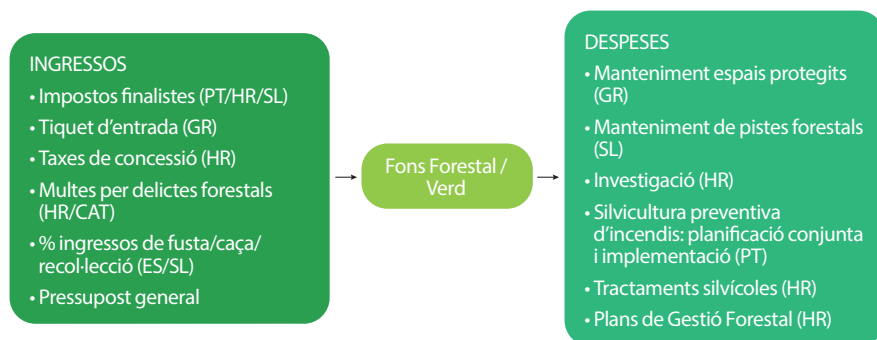 INGRESSOS
• Impostos finalistes (PT/HR/SL)
• Tiquet d'entrada (GR)
• Taxes de concessió (HR)
• Multes per delictes forestals
(HR/CAT)
• % ingressos de fusta/caça/
recol·lecció (ES/SL)
• Pressupost general
Fons Forestal /
Verd
DESPESES
• Manteniment espais protegits
(GR)
• Manteniment de pistes forestals
(SL)
• Investigació (HR)
• Silvicultura preventiva
d'incendis: planificació conjunta
i implementació (PT)
• Tractaments silvícoles (HR)
• Plans de Gestió Forestal (HR)